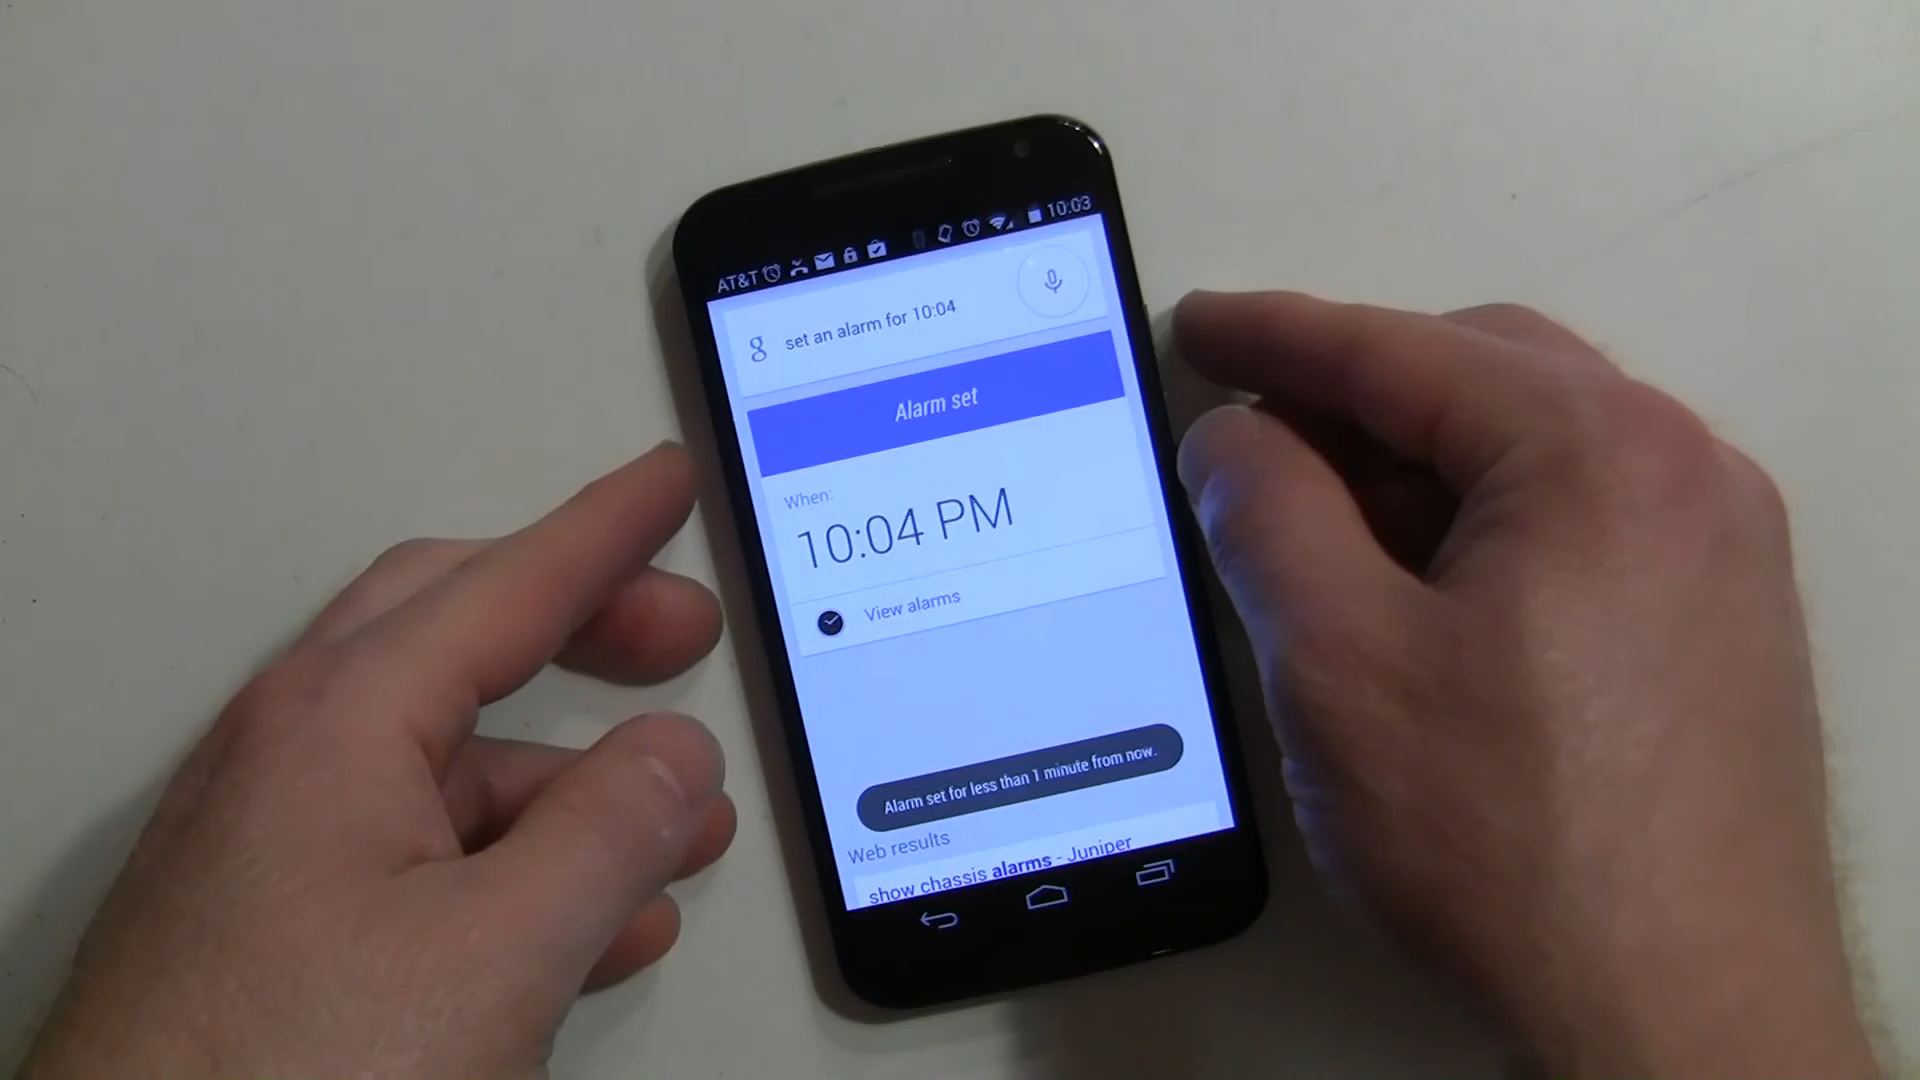 AT&T 10:03
g set an alarm for 10:04
Alarm set
When:
10:04 PM
View alarms
Alarm set for less than 1 minute from now.
Web results
show chassis alarms - Juniper